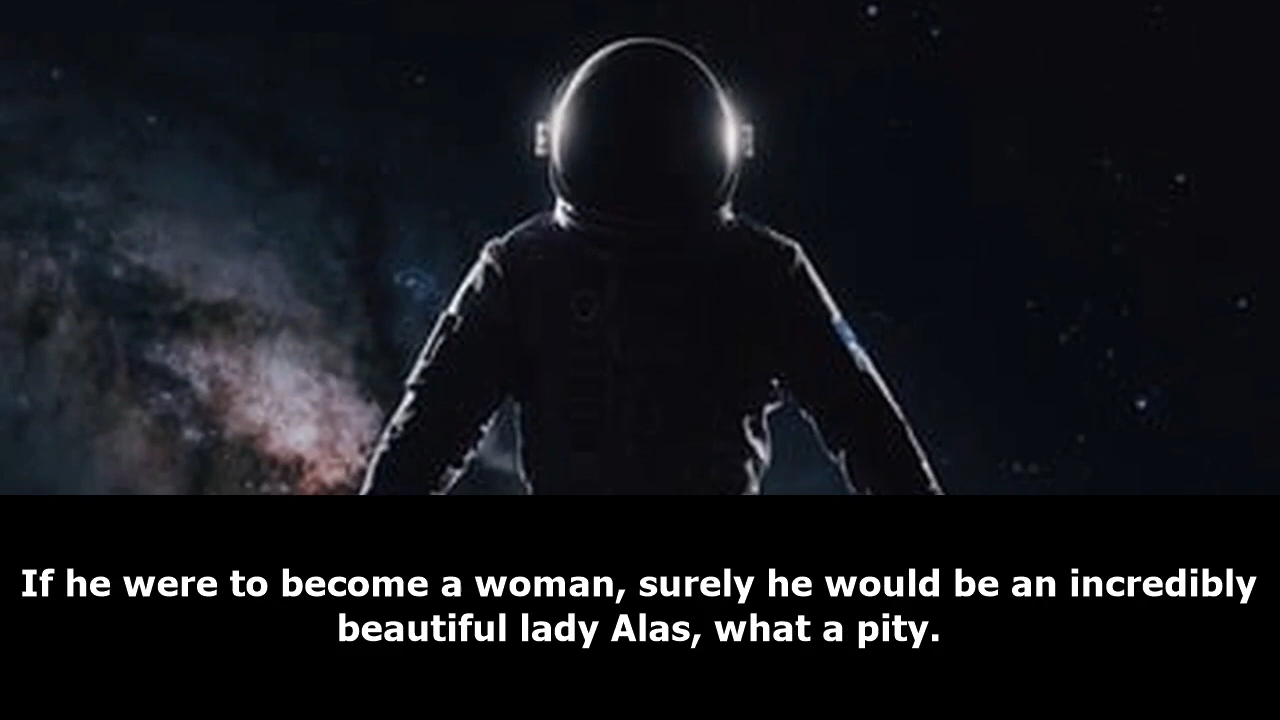 If he were to become a woman, surely he would be an incredibly
beautiful lady Alas, what a pity.